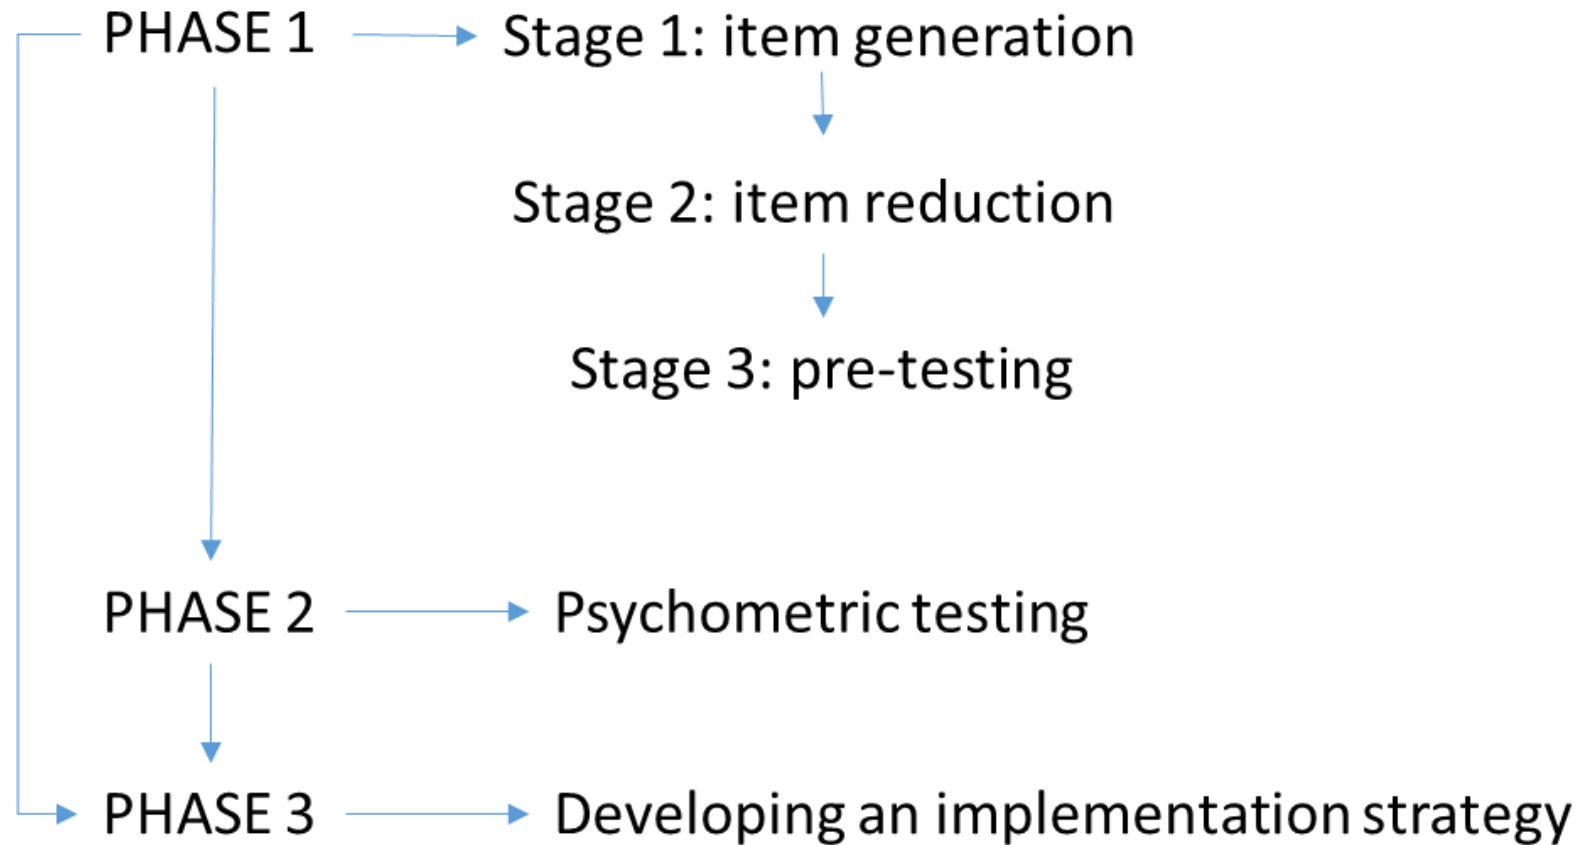 PHASE 1
Stage 1: item generation
Stage 2: item reduction
Stage 3: pre-testing
PHASE 2
Psychometric testing
PHASE 3
Developing an implementation strategy